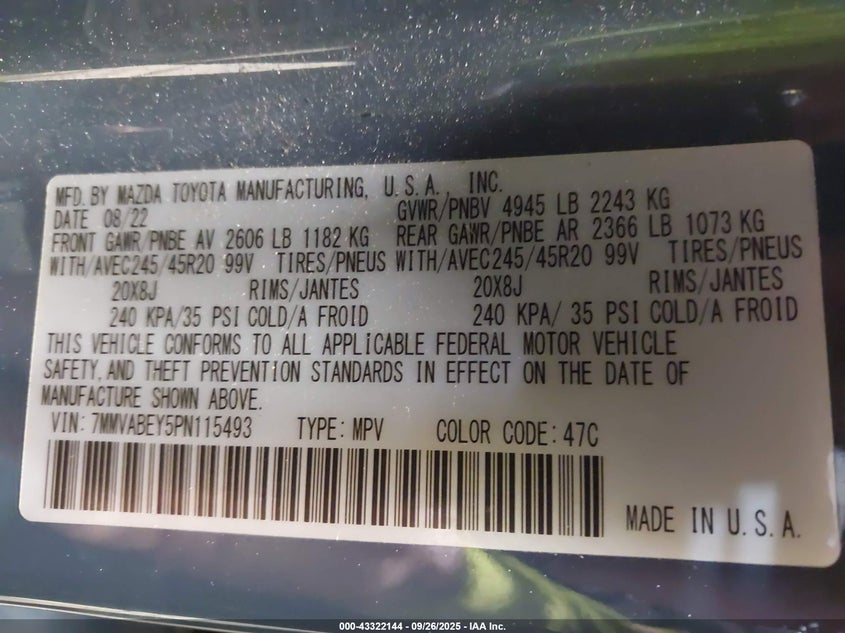 MFD. BY MAZDA TOYOTA MANUFACTURING, U.S.A., INC.
DATE 08/22 GVWR/PNBV 4945 LB 2243 KG
FRONT GAWR/PNBE AV 2606 LB 1182 KG REAR GAWR/PNBE AR 2366 LB 1073 KG
WITH/AVEC245/45R20 99V TIRES/PNEUS WITH/AVEC245/45R20 99V TIRES/PNEUS
20X8J RIMS/JANTES 20X8J RIMS/JANTES
240 KPA/35 PSI COLD/A FROID 240 KPA/ 35 PSI COLD/A FROID
THIS VEHICLE CONFORMS TO ALL APPLICABLE FEDERAL MOTOR VEHICLE
SAFETY, AND THEFT PREVENTION STANDARDS IN EFFECT ON THE DATE OF
MANUFACTURE SHOWN ABOVE.
VIN: 7MMVABEY5PN115493 TYPE: MPV COLOR CODE: 47C
MADE IN U.S.A.
000-43322144 - 09/26/2025 - IAA Inc.